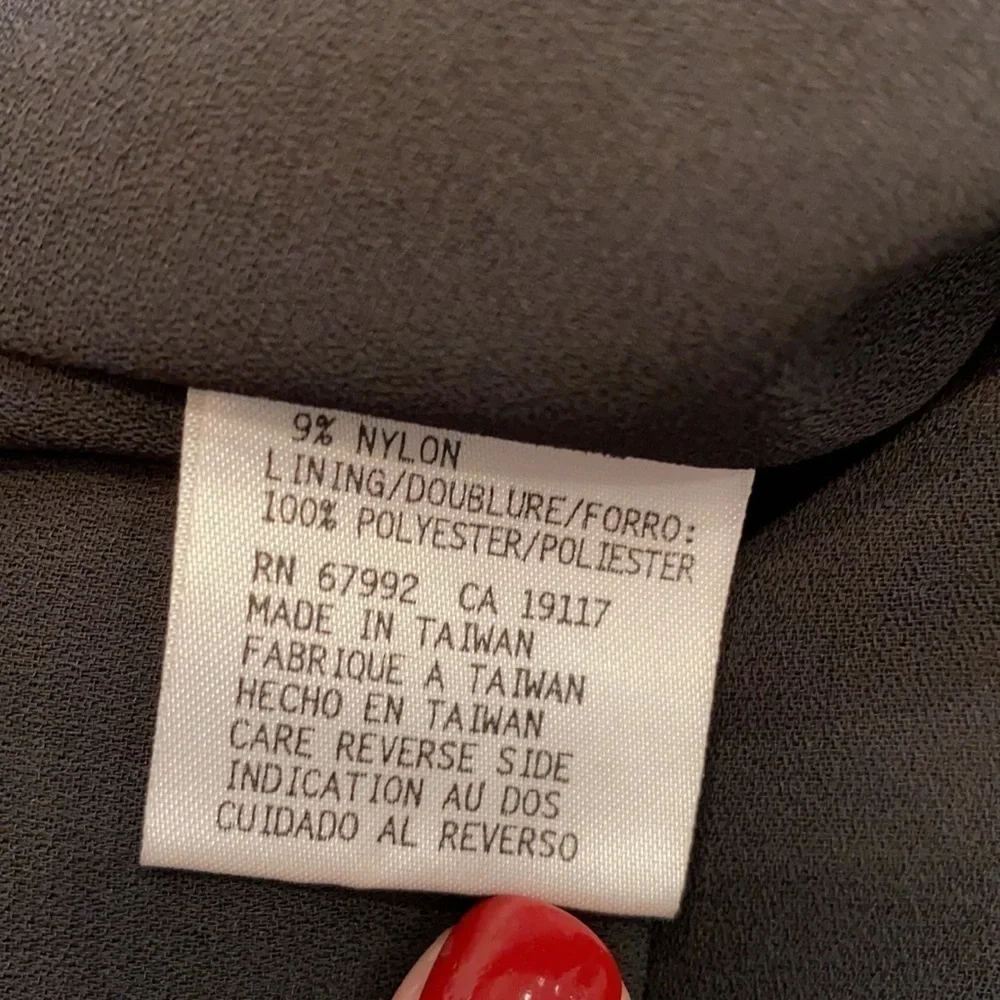 9% NYLON
LINING/DOUBLURE/FORRO:
100% POLYESTER/POLIESTER
RN 67992 CA 19117
MADE IN TAIWAN
FABRIQUE A TAIWAN
HECHO EN TAIWAN
CARE REVERSE SIDE
INDICATION AU DOS
CUIDADO AL REVERSO